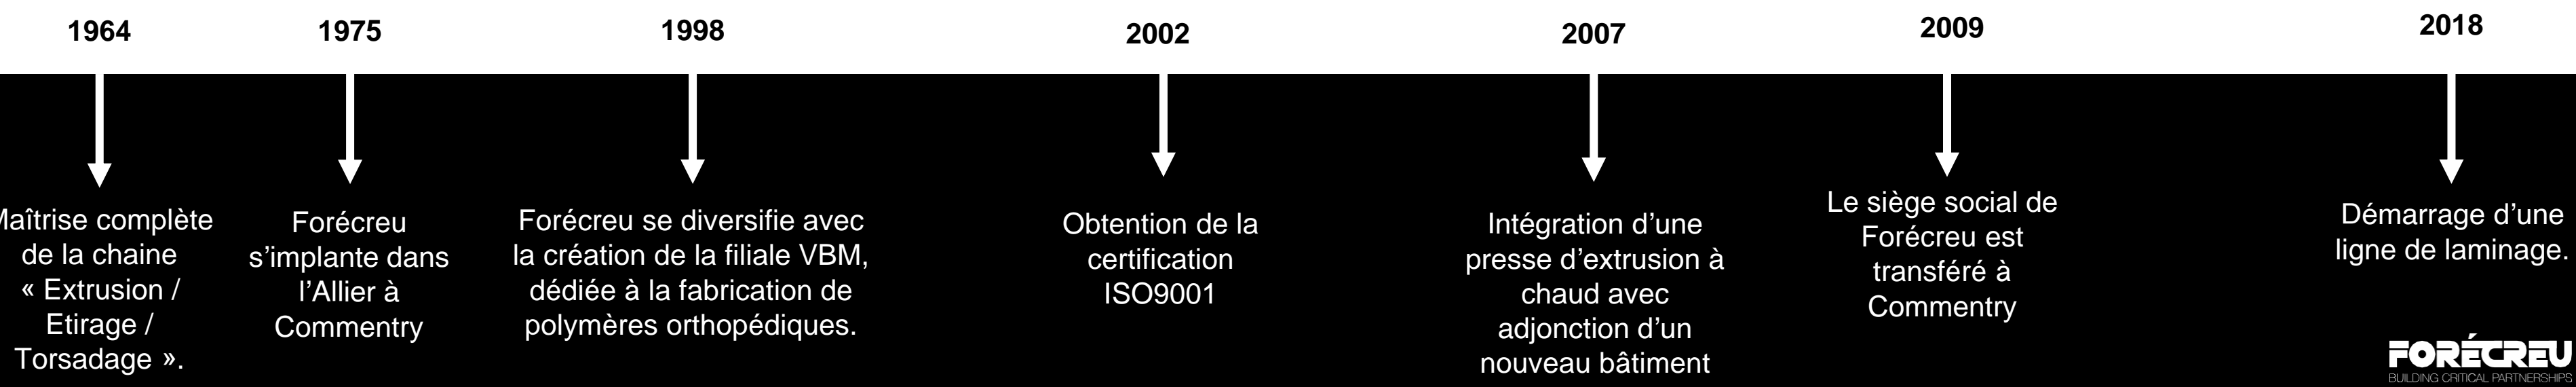 1964
Maîtrise complète
de la chaine
« Extrusion /
Etirage /
Torsadage ».
1975
Forécreu
s’implante dans
l’Allier à
Commentry
1998
Forécreu se diversifie avec
la création de la filiale VBM,
dédiée à la fabrication de
polymères orthopédiques.
2002
Obtention de la
certification
ISO9001
2007
Intégration d’une
presse d’extrusion à
chaud avec
adjonction d’un
nouveau bâtiment
2009
Le siège social de
Forécreu est
transféré à
Commentry
2018
Démarrage d’une
ligne de laminage.
FORÉCREU
BUILDING CRITICAL PARTNERSHIPS